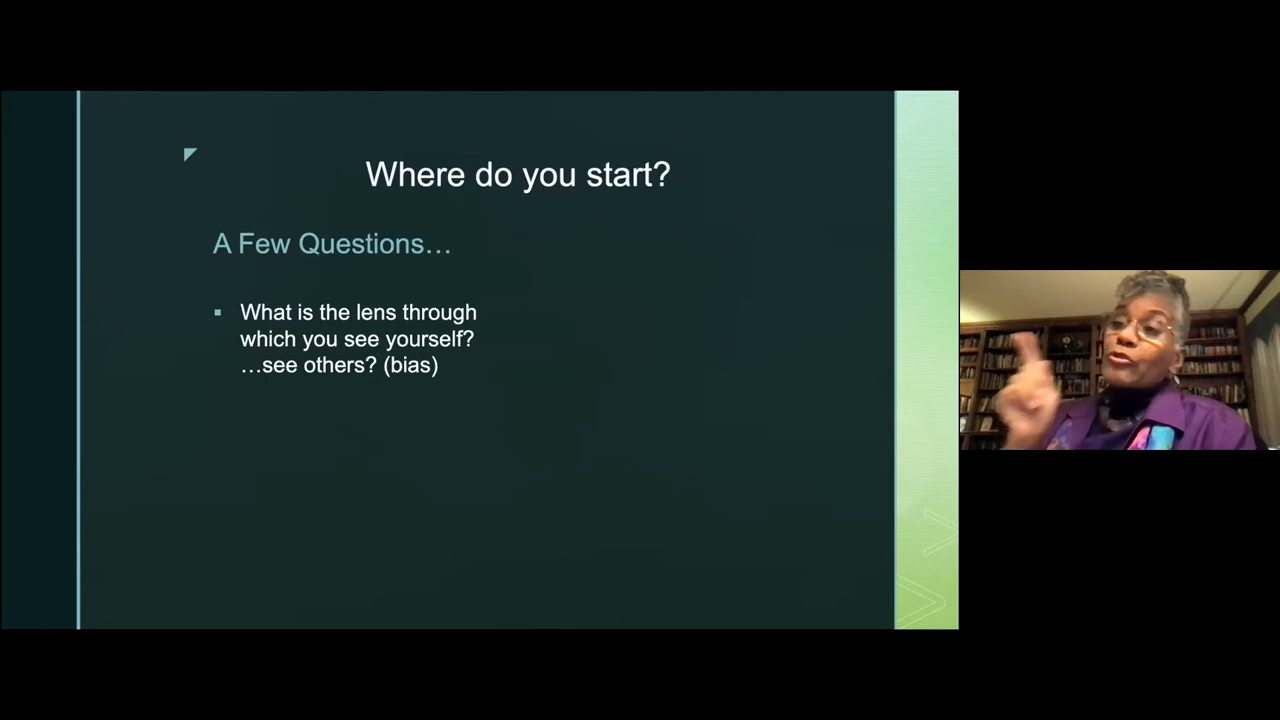 Where do you start?
A Few Questions…
▪ What is the lens through
which you see yourself?
…see others? (bias)